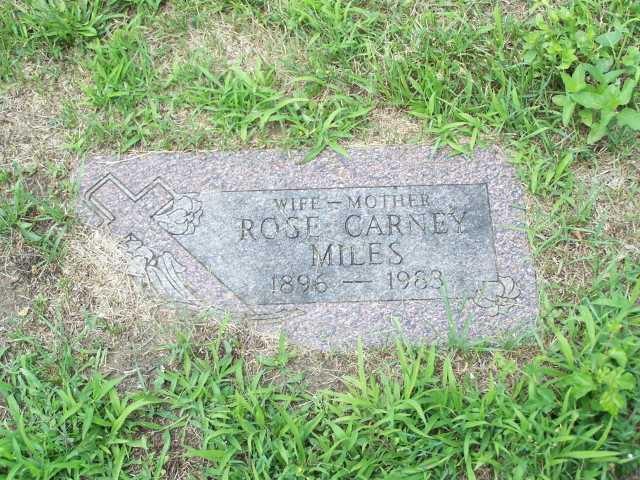 WIFE — MOTHER
ROSE CARNEY
MILES
1896 — 1983